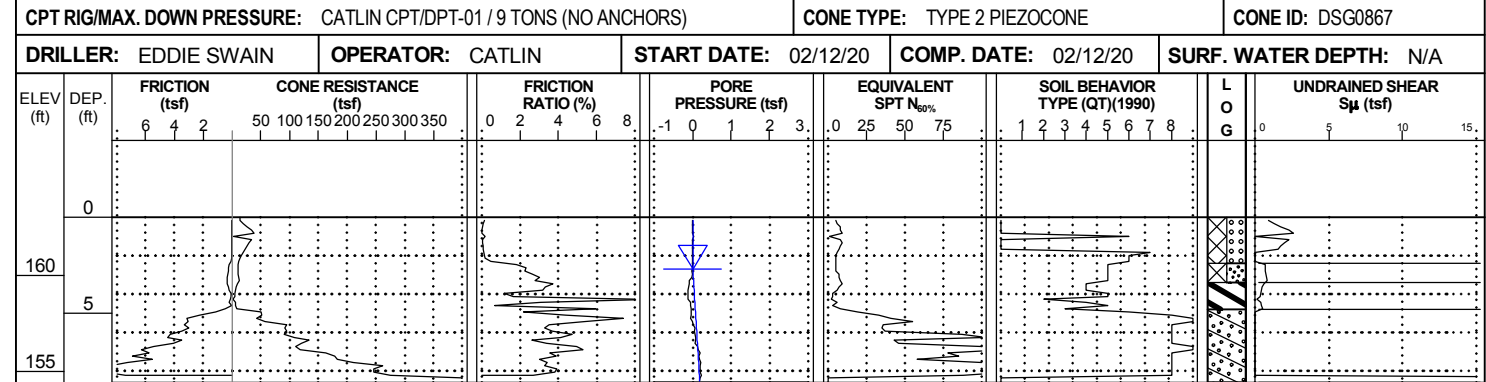 CPT RIG/MAX. DOWN PRESSURE: CATLIN CPT/DPT-01 / 9 TONS (NO ANCHORS) CONE TYPE: TYPE 2 PIEZOCONE CONE ID: DSG0867
DRILLER: EDDIE SWAIN OPERATOR: CATLIN START DATE: 02/12/20 COMP. DATE: 02/12/20 SURF. WATER DEPTH: N/A
ELEV (ft)
DEP. (ft)
FRICTION
(tsf)
6 4 2
CONE RESISTANCE
(tsf)
50 100 150 200 250 300 350
FRICTION
RATIO (%)
0 2 4 6 8
PORE
PRESSURE (tsf)
-1 0 1 2 3
EQUIVALENT
SPT N60%
0 25 50 75
SOIL BEHAVIOR
TYPE (QT)(1990)
1 2 3 4 5 6 7 8
L
O
G
UNDRAINED SHEAR
Sμ (tsf)
0 5 10 15
0
160
5
155